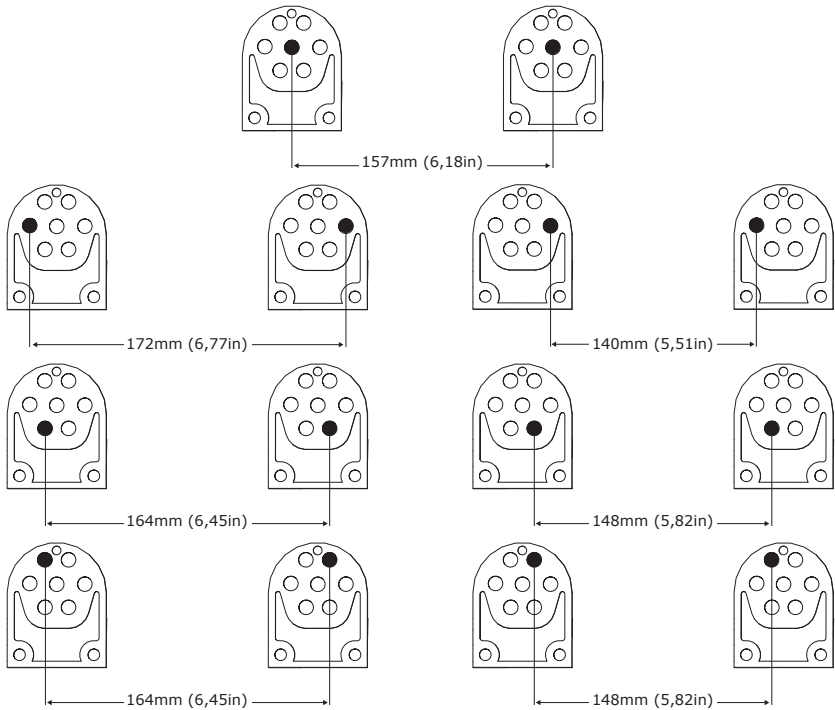 157mm (6,18in)
172mm (6,77in)
140mm (5,51in)
164mm (6,45in)
148mm (5,82in)
164mm (6,45in)
148mm (5,82in)